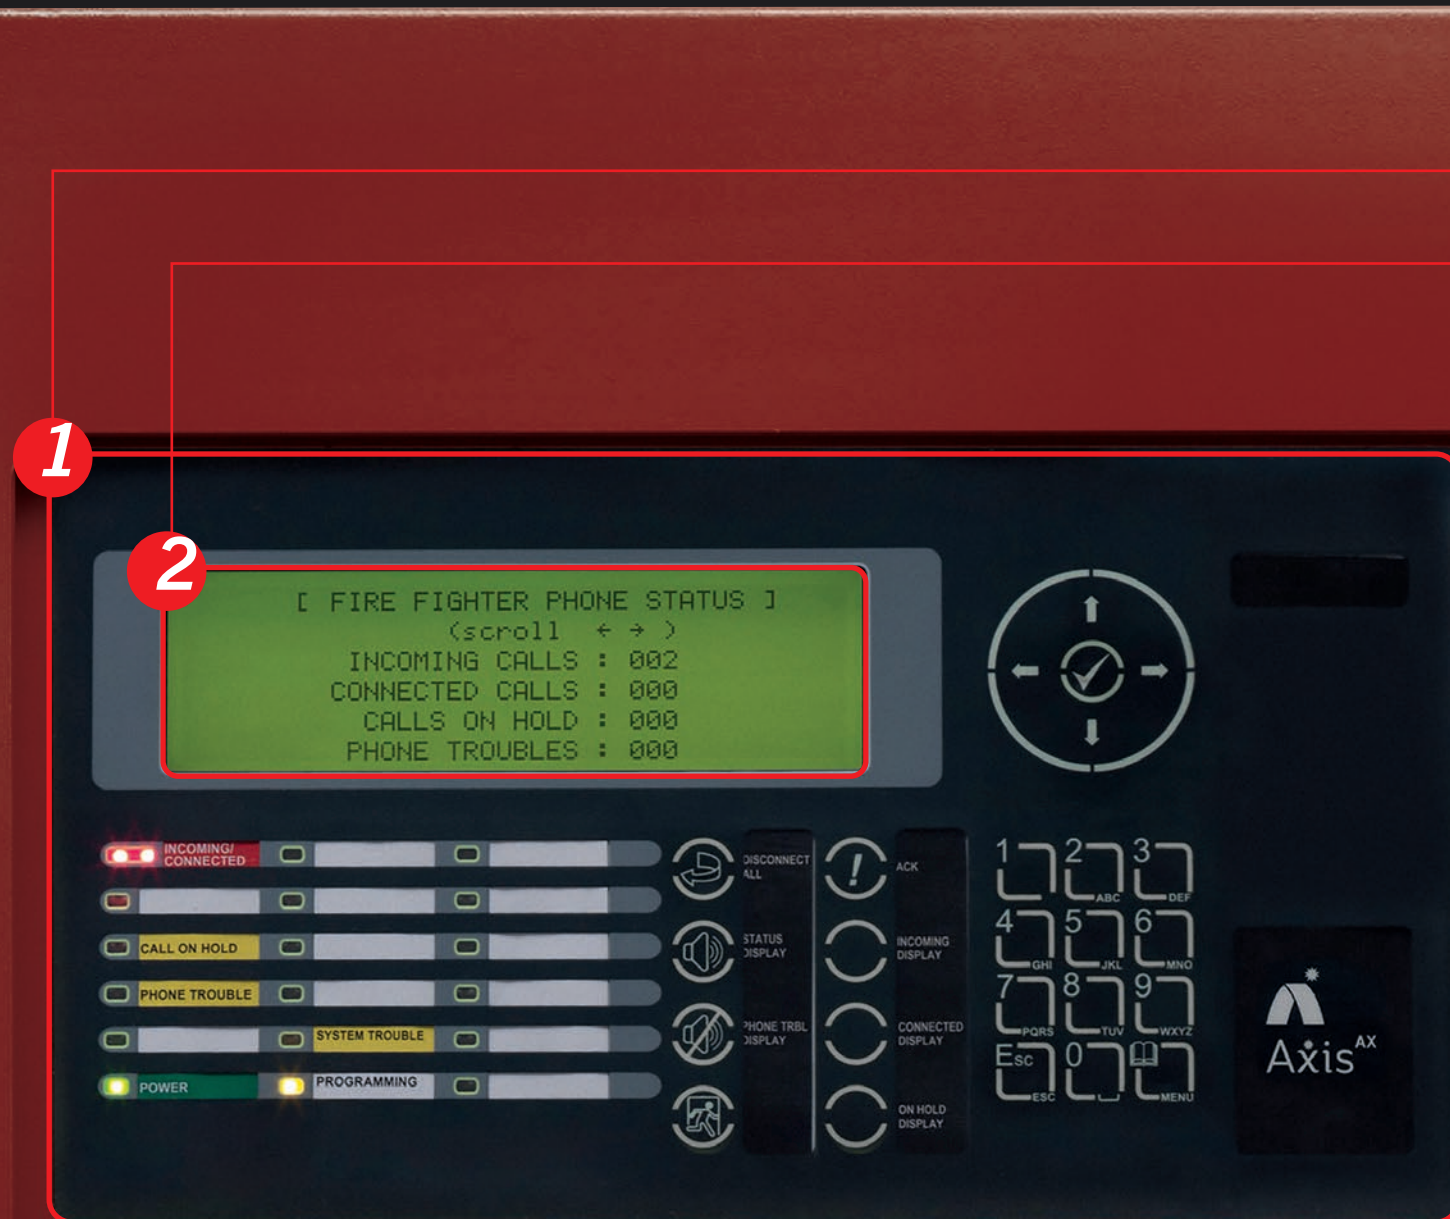 1
2
[ FIRE FIGHTER PHONE STATUS ]
(scroll ← → )
INCOMING CALLS : 002
CONNECTED CALLS : 000
CALLS ON HOLD : 000
PHONE TROUBLES : 000
INCOMING/
CONNECTED
CALL ON HOLD
PHONE TROUBLE
SYSTEM TROUBLE
POWER
PROGRAMMING
DISCONNECT
ALL
STATUS
DISPLAY
PHONE TRBL
DISPLAY
ACK
INCOMING
DISPLAY
CONNECTED
DISPLAY
ON HOLD
DISPLAY
1 2 ABC 3 DEF
4 GHI 5 JKL 6 MNO
7 PQRS 8 TUV 9 WXYZ
Esc ESC 0 MENU
Axis AX